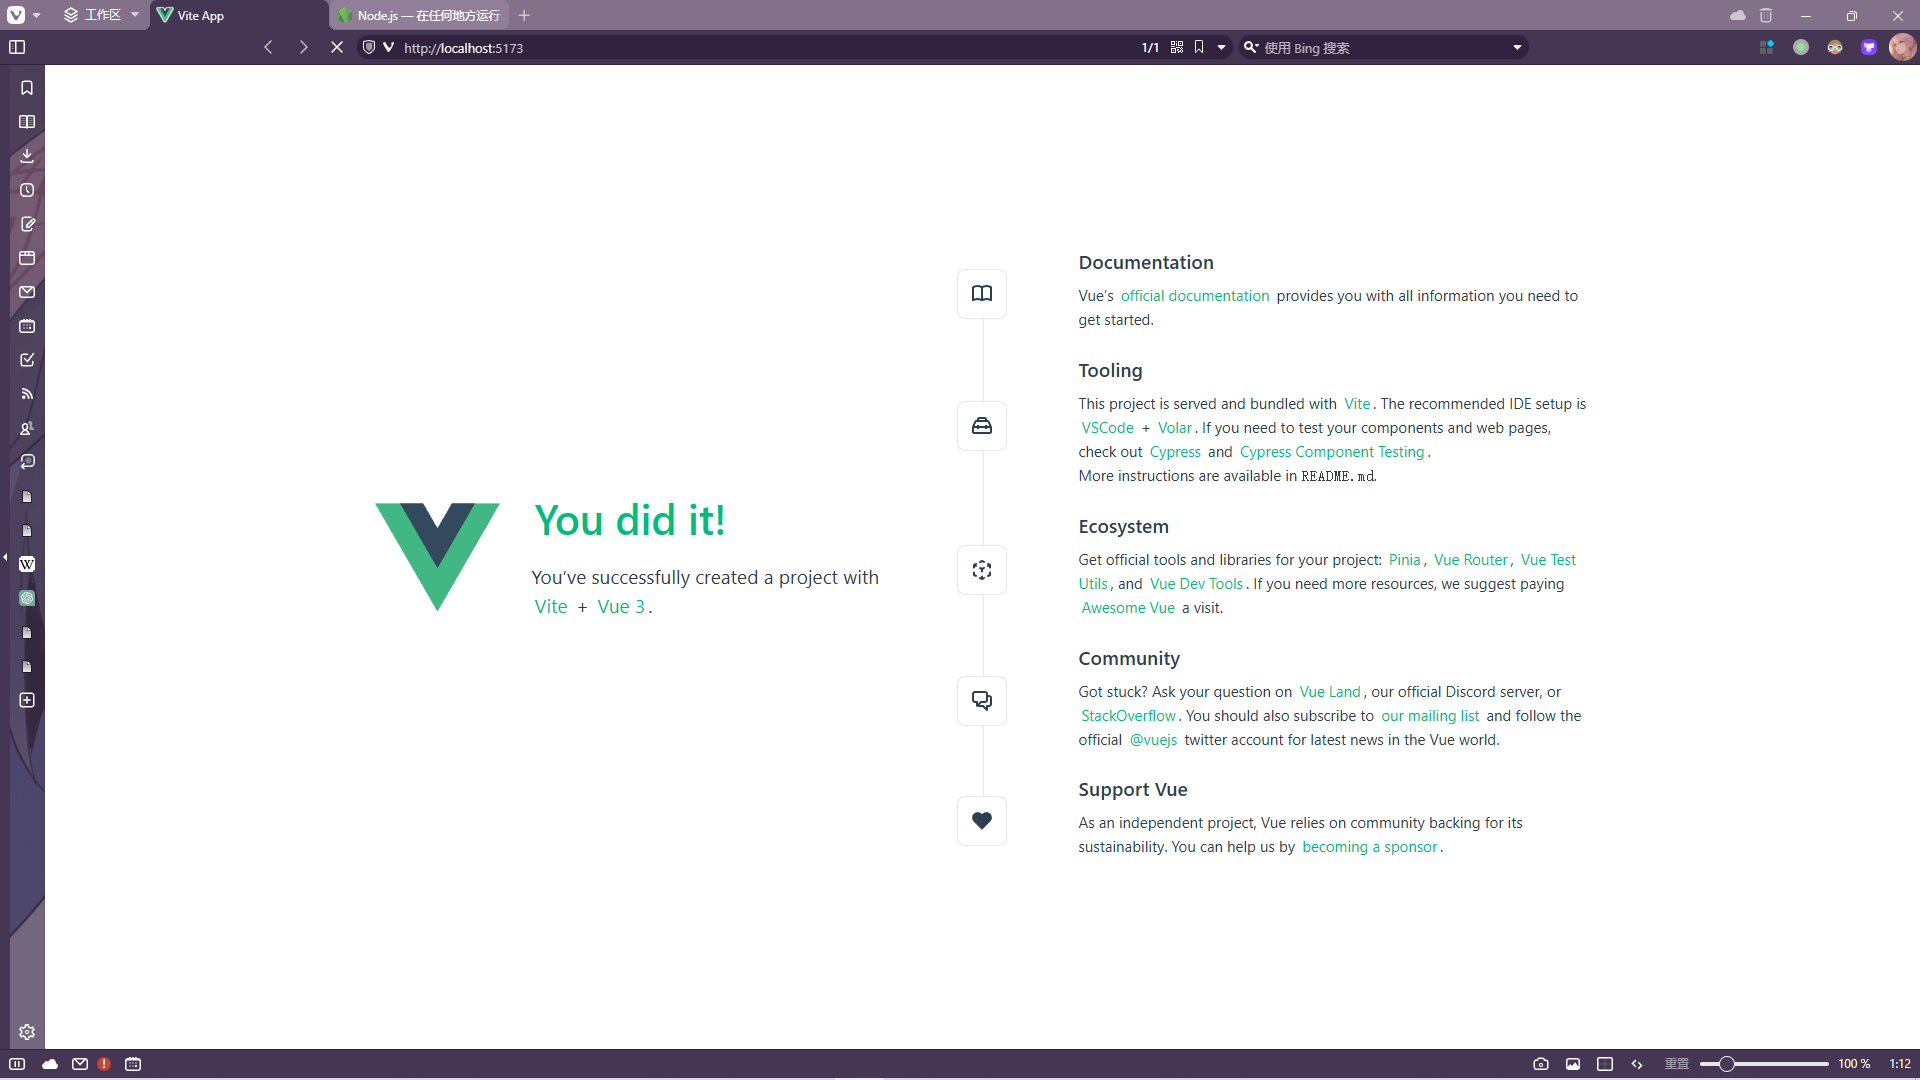 工作区
Vite App
Node.js — 在任何地方运行
http://localhost:5173
1/1
使用 Bing 搜索
You did it!
You’ve successfully created a project with
Vite + Vue 3.
Documentation
Vue’s official documentation provides you with all information you need to
get started.
Tooling
This project is served and bundled with Vite. The recommended IDE setup is
VSCode + Volar. If you need to test your components and web pages,
check out Cypress and Cypress Component Testing.
More instructions are available in README.md.
Ecosystem
Get official tools and libraries for your project: Pinia, Vue Router, Vue Test
Utils, and Vue Dev Tools. If you need more resources, we suggest paying
Awesome Vue a visit.
Community
Got stuck? Ask your question on Vue Land, our official Discord server, or
StackOverflow. You should also subscribe to our mailing list and follow the
official @vuejs twitter account for latest news in the Vue world.
Support Vue
As an independent project, Vue relies on community backing for its
sustainability. You can help us by becoming a sponsor.
W
重置
100 %
1:12